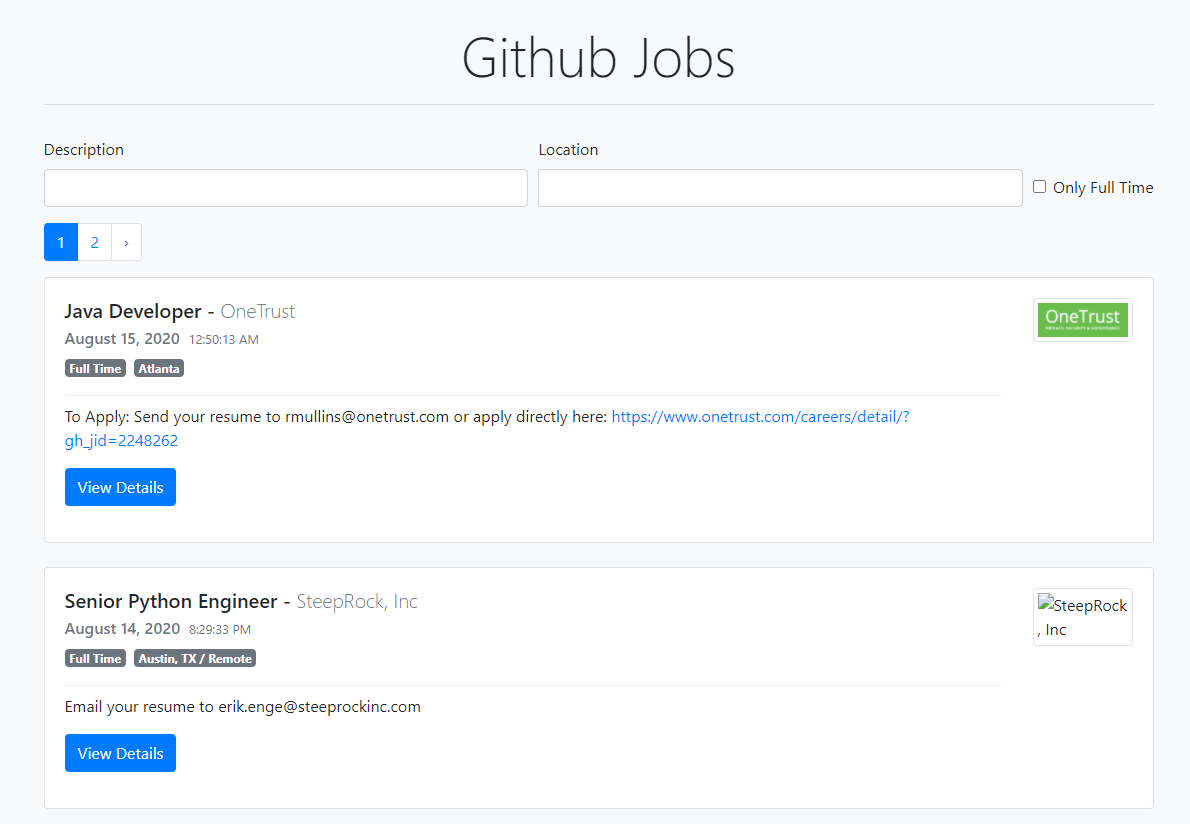 Github Jobs
Description
Location
Only Full Time
1
2
›
Java Developer - OneTrust
August 15, 2020 12:50:13 AM
Full Time
Atlanta
OneTrust
PRIVACY, SECURITY & GOVERNANCE
To Apply: Send your resume to rmullins@onetrust.com or apply directly here: https://www.onetrust.com/careers/detail/?
gh_jid=2248262
View Details
Senior Python Engineer - SteepRock, Inc
August 14, 2020 8:29:33 PM
Full Time
Austin, TX / Remote
SteepRock
, Inc
Email your resume to erik.enge@steeprockinc.com
View Details